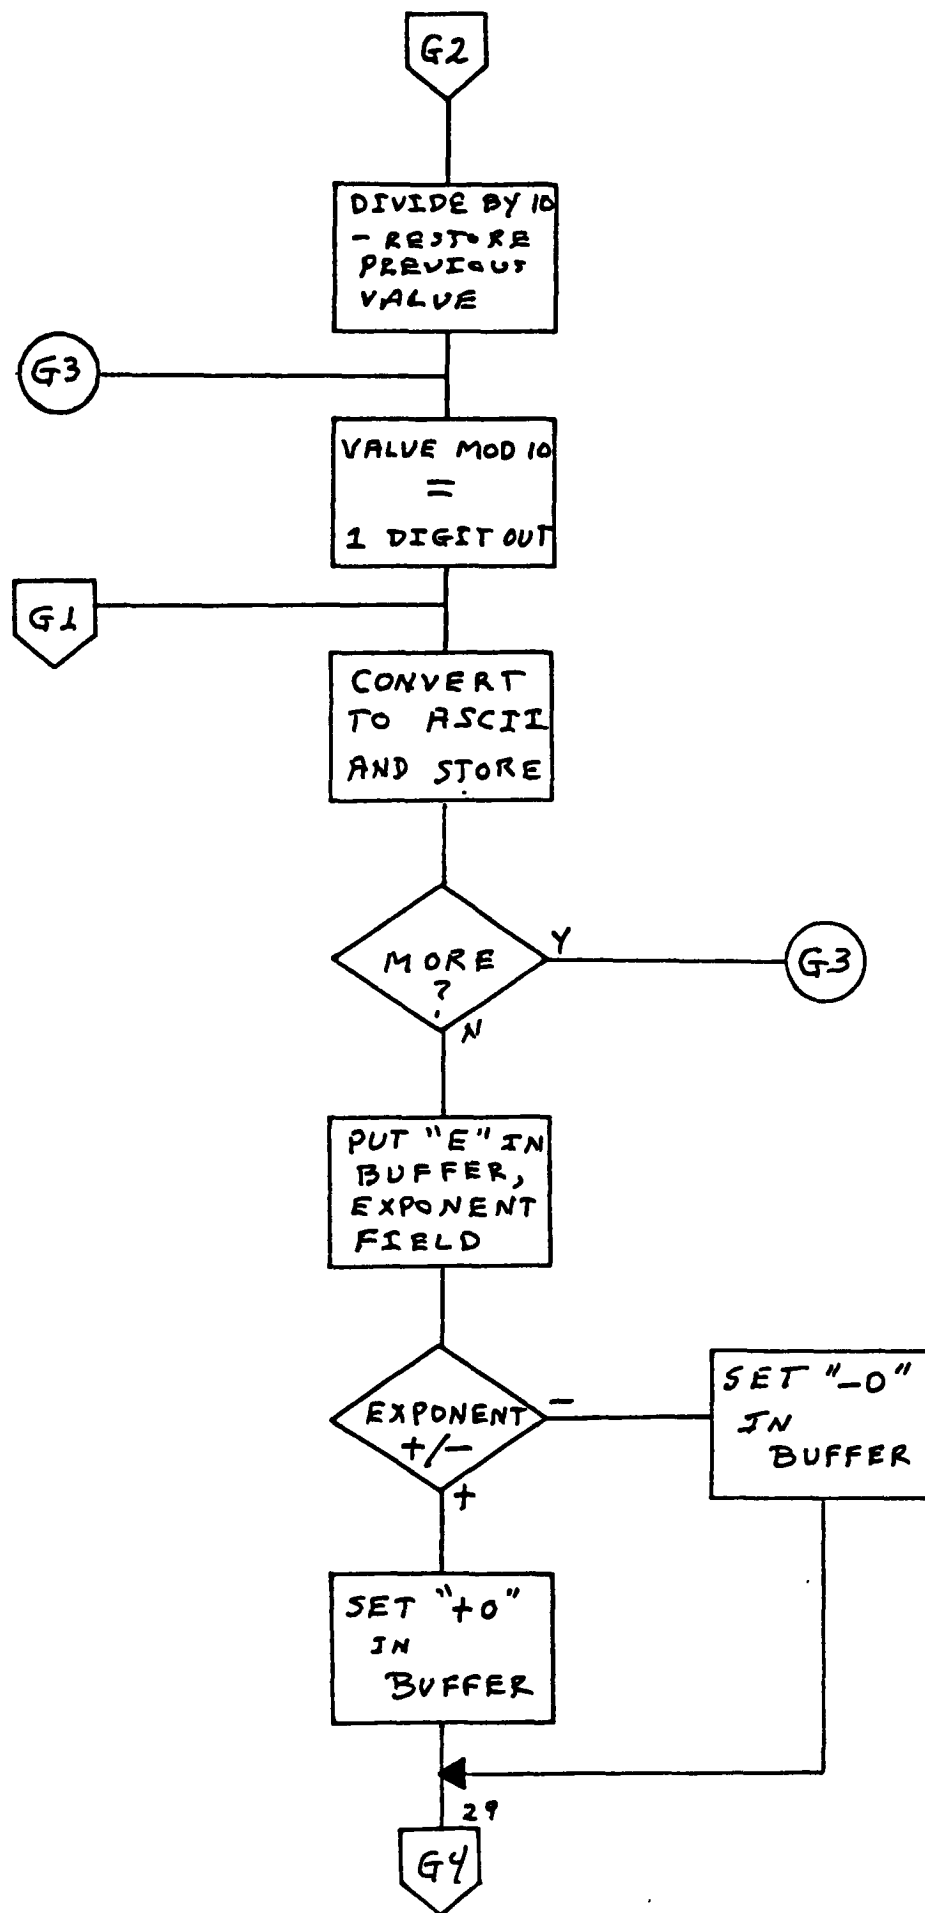 G2
DIVIDE BY 10
- RESTORE
PREVIOUS
VALUE
G3
VALUE MOD 10
=
1 DIGIT OUT
G1
CONVERT
TO ASCII
AND STORE
MORE
?
Y
G3
N
PUT "E" IN
BUFFER,
EXPONENT
FIELD
EXPONENT
+/-
-
+
SET "-0"
IN
BUFFER
SET "+0"
IN
BUFFER
29
G4